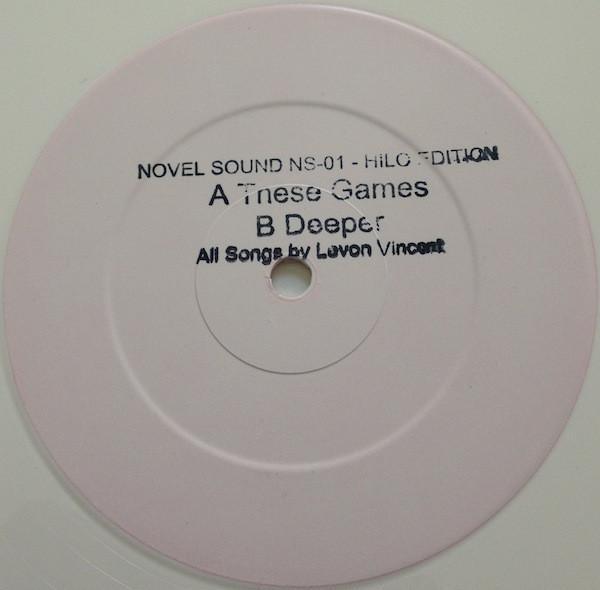 NOVEL SOUND NS-01 - HILO EDITION
A These Games
B Deeper
All Songs by Levon Vincent